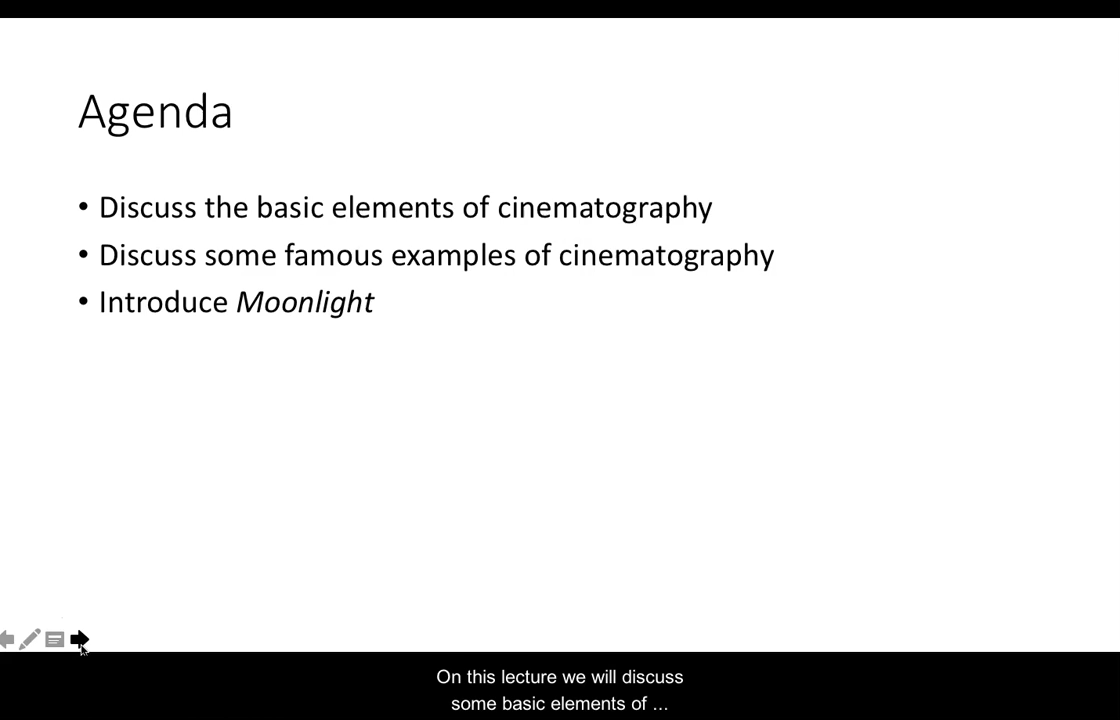 Agenda
• Discuss the basic elements of cinematography
• Discuss some famous examples of cinematography
• Introduce Moonlight
On this lecture we will discuss
some basic elements of ...